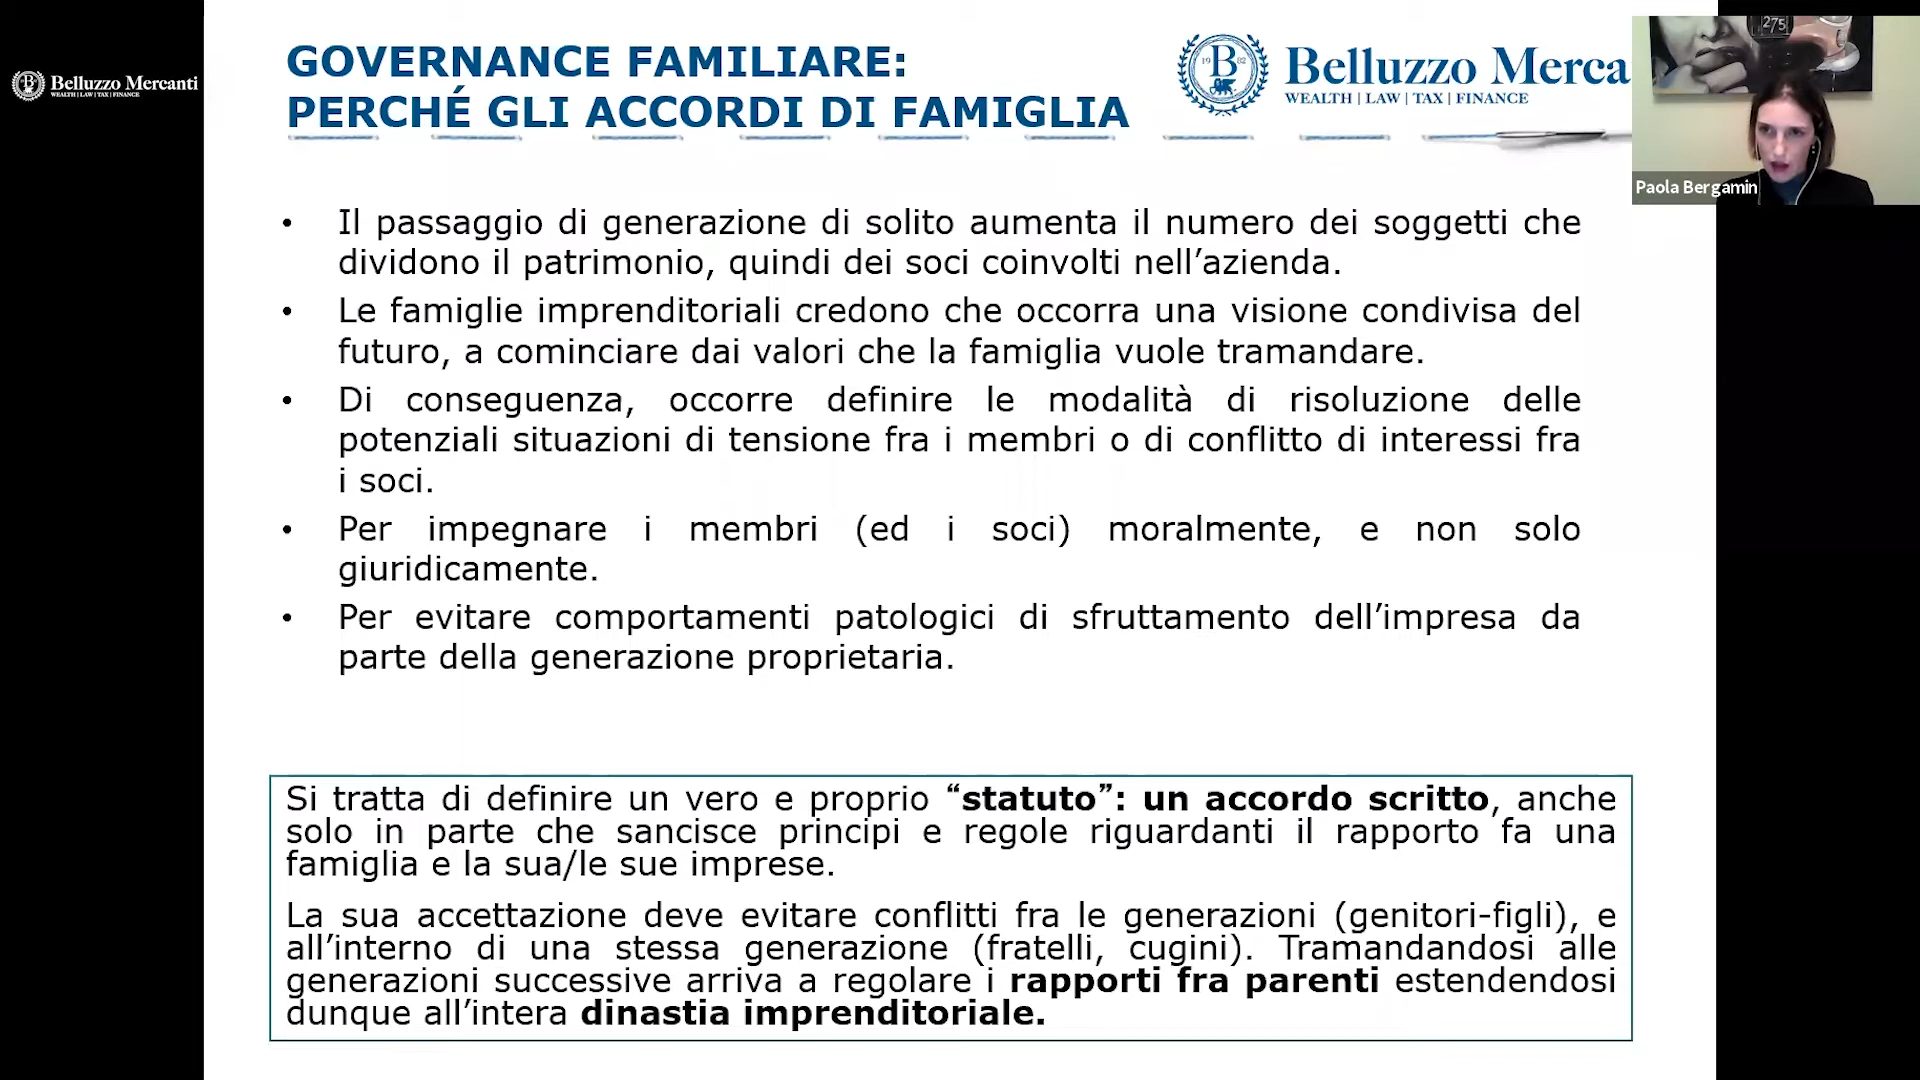 Belluzzo Mercanti
WEALTH | LAW | TAX | FINANCE
GOVERNANCE FAMILIARE:
PERCHÉ GLI ACCORDI DI FAMIGLIA
1982
B
Belluzzo Merca
WEALTH | LAW | TAX | FINANCE
275
Paola Bergamin
• Il passaggio di generazione di solito aumenta il numero dei soggetti che
dividono il patrimonio, quindi dei soci coinvolti nell’azienda.
• Le famiglie imprenditoriali credono che occorra una visione condivisa del
futuro, a cominciare dai valori che la famiglia vuole tramandare.
• Di conseguenza, occorre definire le modalità di risoluzione delle
potenziali situazioni di tensione fra i membri o di conflitto di interessi fra
i soci.
• Per impegnare i membri (ed i soci) moralmente, e non solo
giuridicamente.
• Per evitare comportamenti patologici di sfruttamento dell’impresa da
parte della generazione proprietaria.
Si tratta di definire un vero e proprio “statuto”: un accordo scritto, anche
solo in parte che sancisce principi e regole riguardanti il rapporto fa una
famiglia e la sua/le sue imprese.
La sua accettazione deve evitare conflitti fra le generazioni (genitori-figli), e
all’interno di una stessa generazione (fratelli, cugini). Tramandandosi alle
generazioni successive arriva a regolare i rapporti fra parenti estendendosi
dunque all’intera dinastia imprenditoriale.